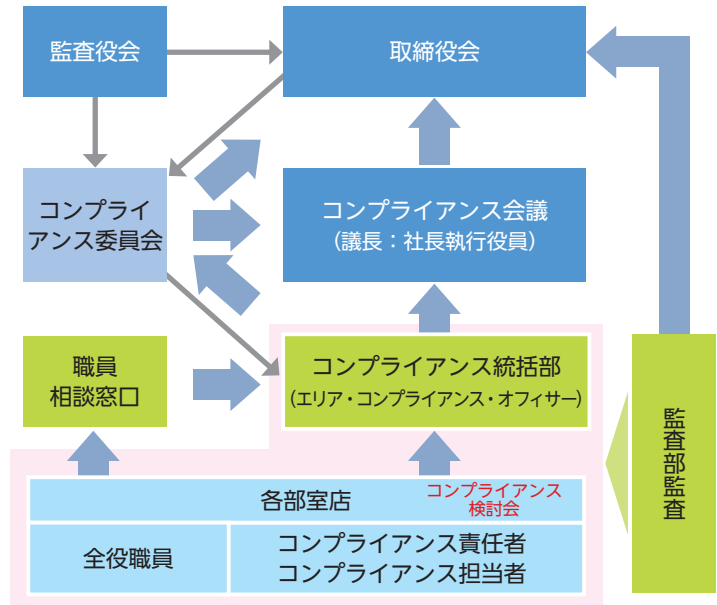 監査役会
取締役会
コンプライ
アンス委員会
コンプライアンス会議
(議長：社長執行役員)
職員
相談窓口
コンプライアンス統括部
(エリア・コンプライアンス・オフィサー)
監査部監査
各部室店
コンプライアンス
検討会
全役職員
コンプライアンス責任者
コンプライアンス担当者